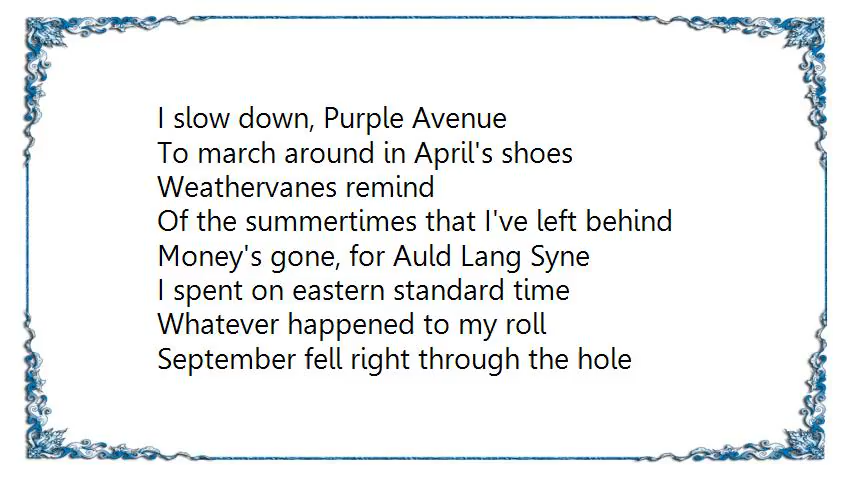 I slow down, Purple Avenue
To march around in April's shoes
Weathervanes remind
Of the summertimes that I've left behind
Money's gone, for Auld Lang Syne
I spent on eastern standard time
Whatever happened to my roll
September fell right through the hole